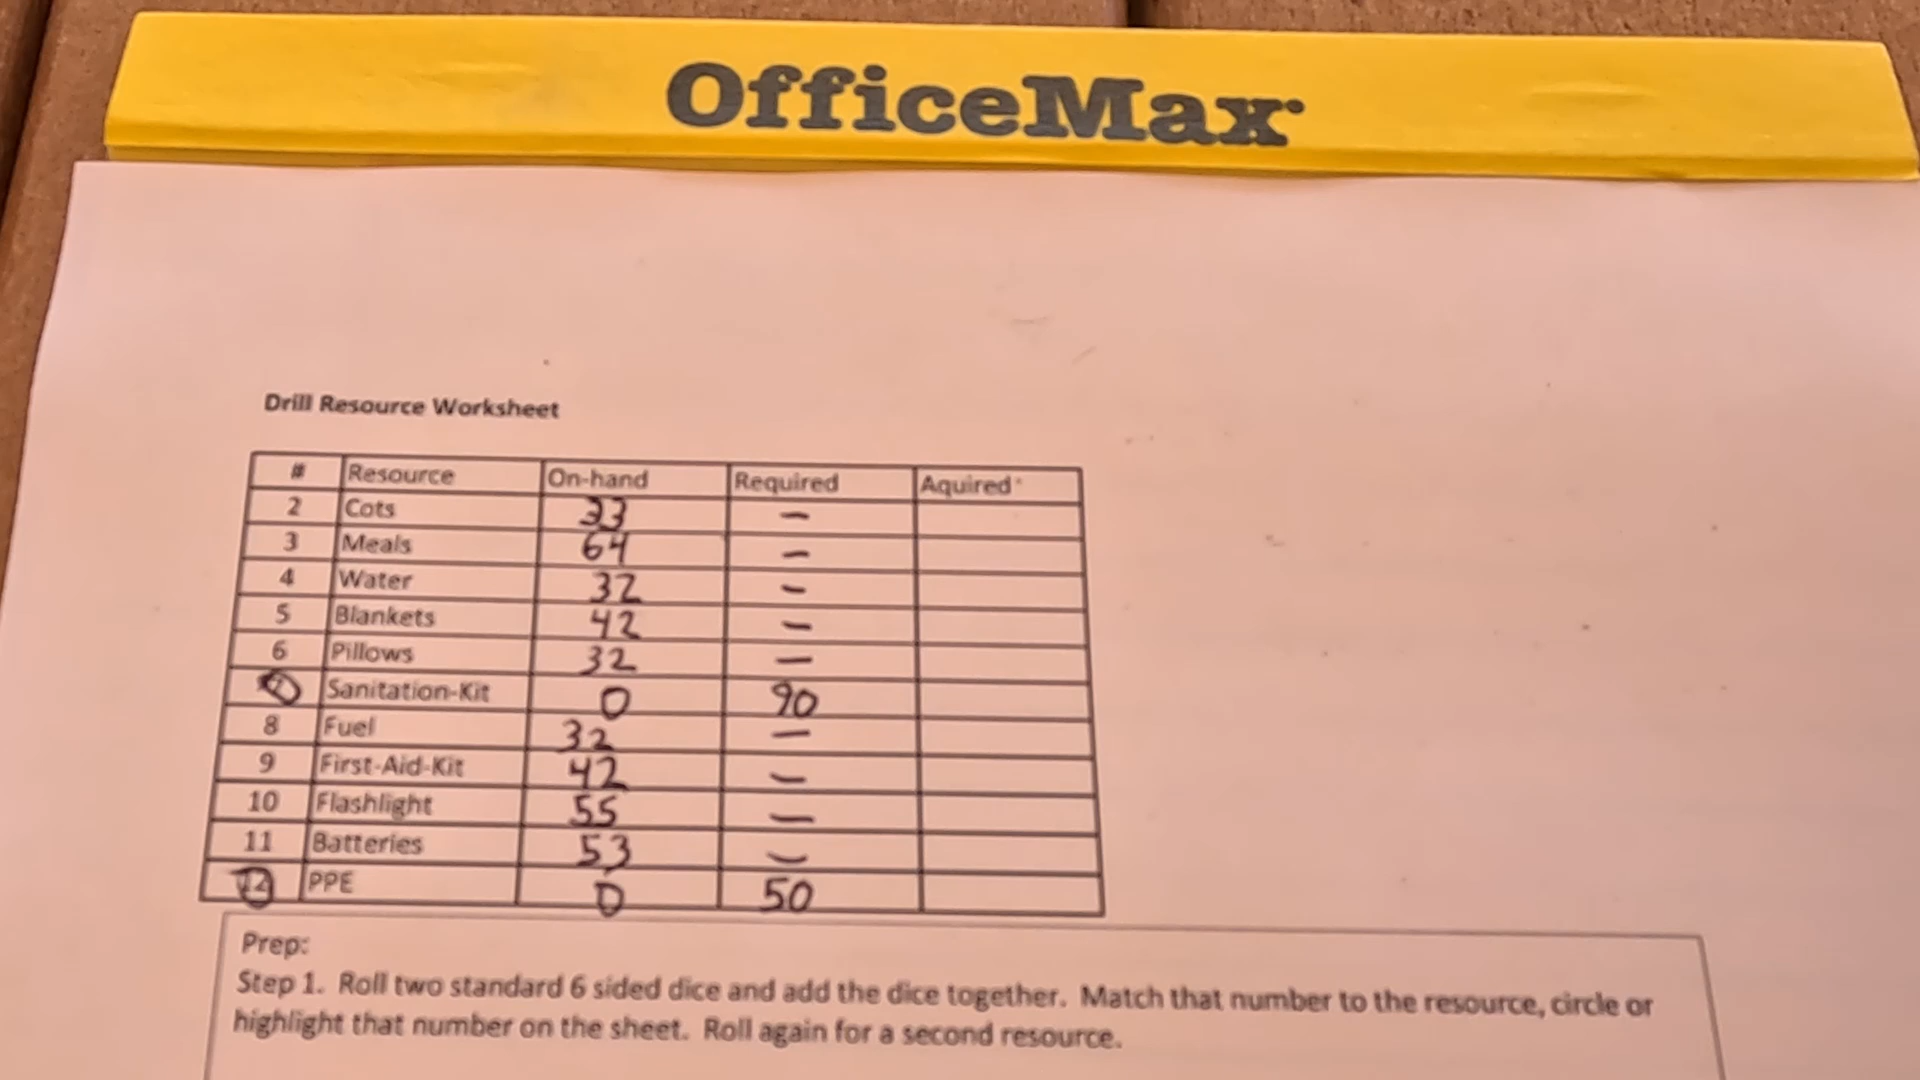 OfficeMax
Drill Resource Worksheet
# Resource On-hand Required Aquired
2 Cots 33 –
3 Meals 64 –
4 Water 32 –
5 Blankets 42 –
6 Pillows 32 –
7 Sanitation-Kit 0 90
8 Fuel 32 –
9 First-Aid-Kit 42 –
10 Flashlight 55 –
11 Batteries 53 –
12 PPE 0 50
Prep:
Step 1. Roll two standard 6 sided dice and add the dice together. Match that number to the resource, circle or
highlight that number on the sheet. Roll again for a second resource.